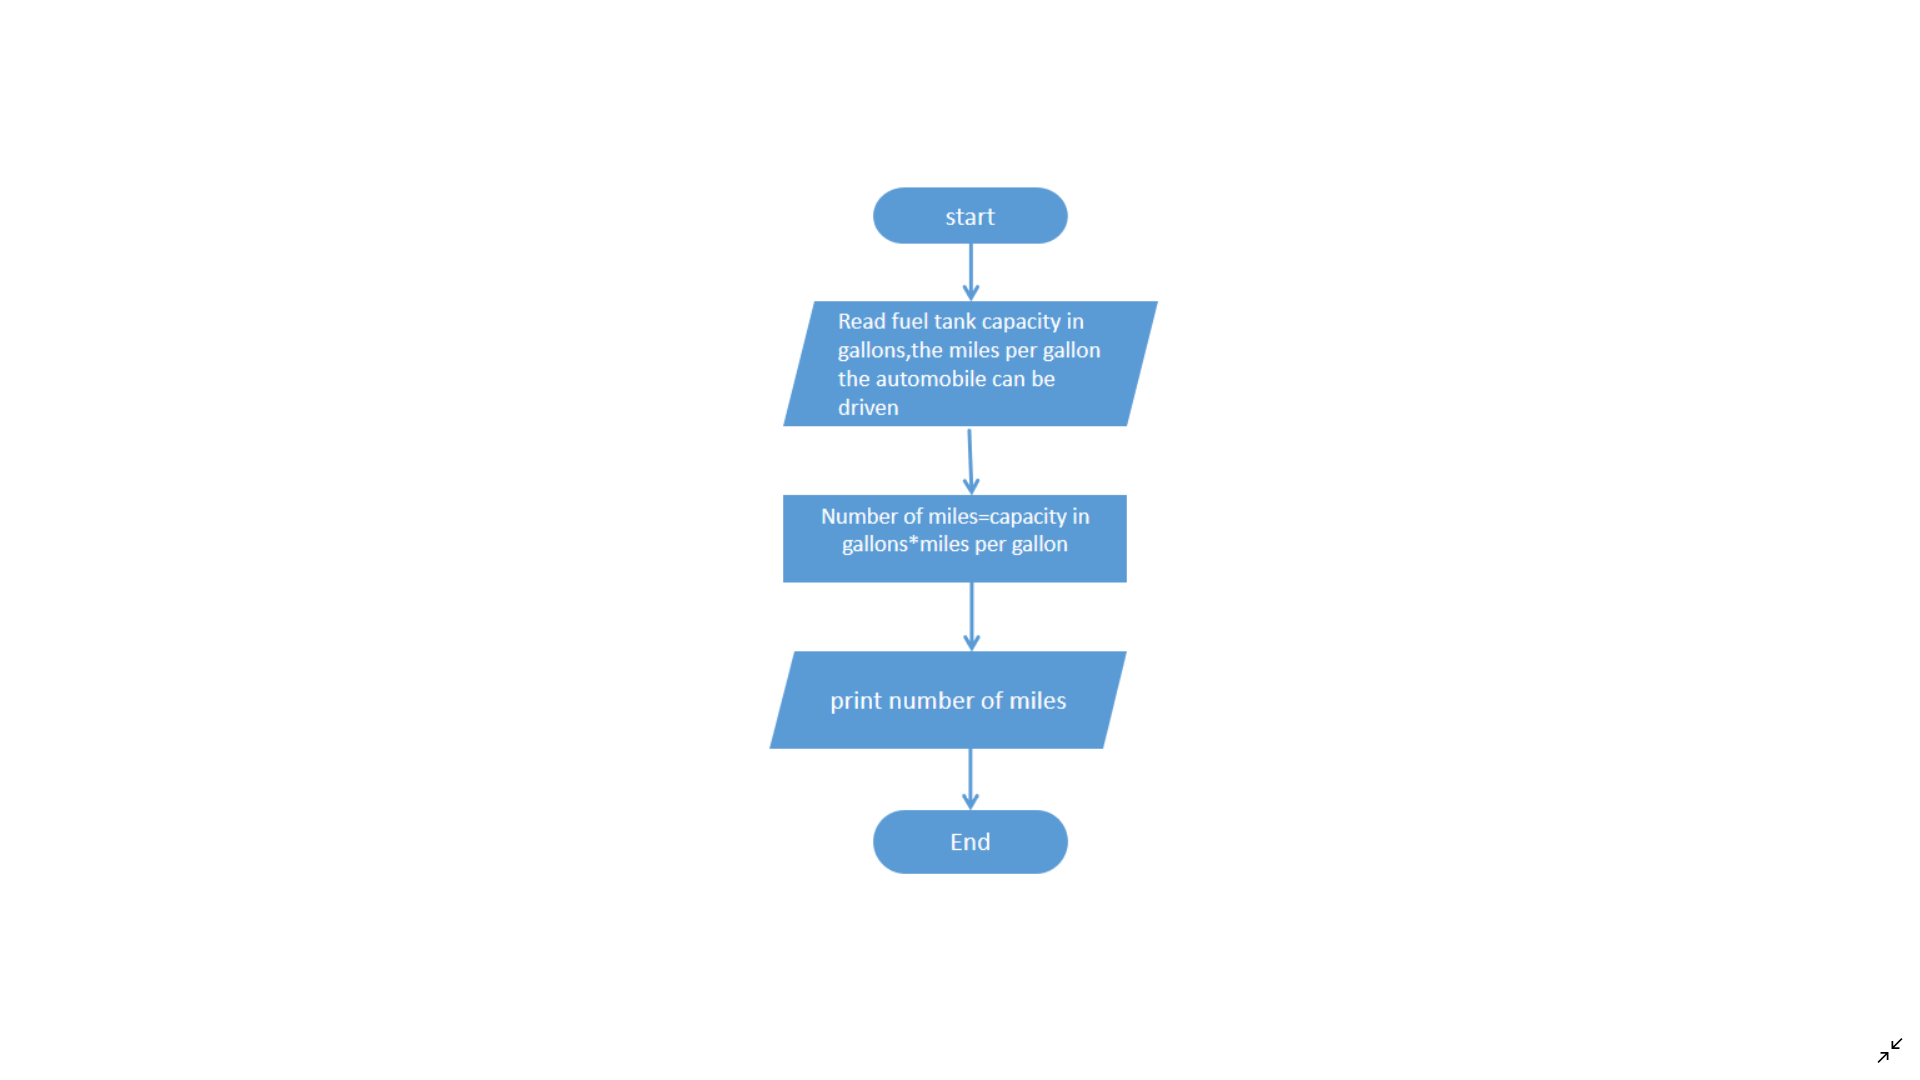 start
Read fuel tank capacity in
gallons,the miles per gallon
the automobile can be
driven
Number of miles=capacity in
gallons*miles per gallon
print number of miles
End